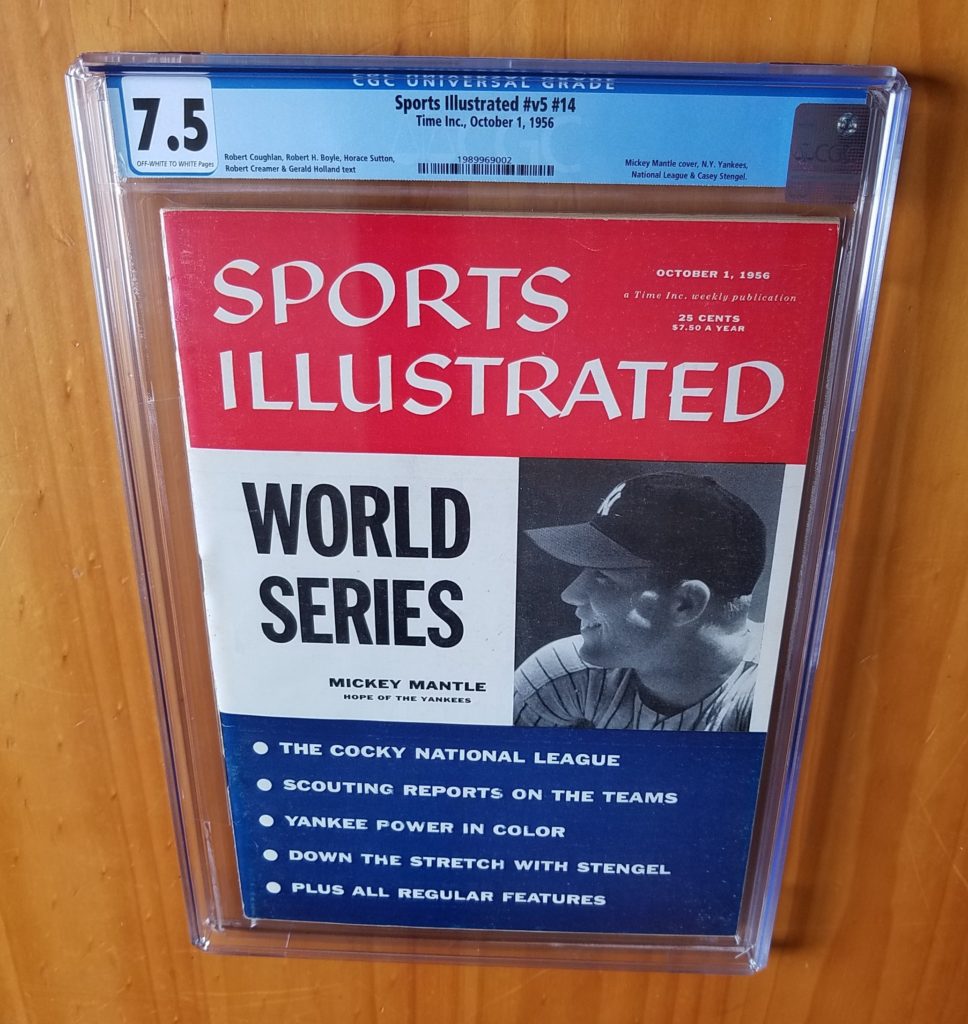 CGC UNIVERSAL GRADE
7.5
OFF-WHITE TO WHITE Pages
Sports Illustrated #v5 #14
Time Inc., October 1, 1956
Robert Coughlan, Robert H. Boyle, Horace Sutton,
Robert Creamer & Gerald Holland text
1989969002
Mickey Mantle cover, N.Y. Yankees,
National League & Casey Stengel.
CGC
SPORTS
ILLUSTRATED
OCTOBER 1, 1956
a Time Inc. weekly publication
25 CENTS
$7.50 A YEAR
WORLD
SERIES
NY
MICKEY MANTLE
HOPE OF THE YANKEES
● THE COCKY NATIONAL LEAGUE
● SCOUTING REPORTS ON THE TEAMS
● YANKEE POWER IN COLOR
● DOWN THE STRETCH WITH STENGEL
● PLUS ALL REGULAR FEATURES